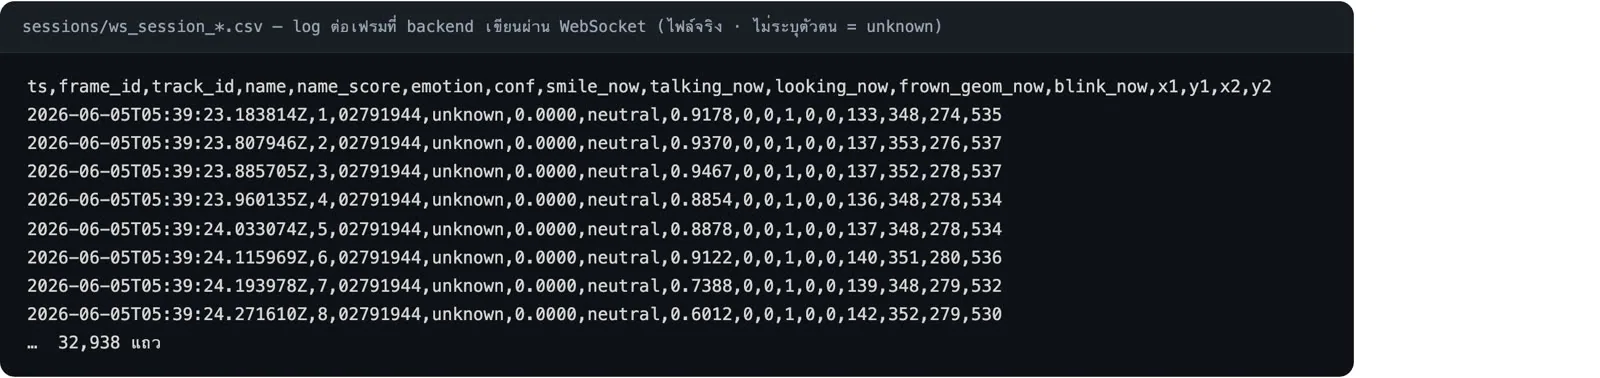 sessions/ws_session_*.csv — log ต่อเฟรมที่ backend เขียนผ่าน WebSocket (ไฟล์จริง · ไม่ระบุตัวตน = unknown)
ts,frame_id,track_id,name,name_score,emotion,conf,smile_now,talking_now,looking_now,frown_geom_now,blink_now,x1,y1,x2,y2
2026-06-05T05:39:23.183814Z,1,02791944,unknown,0.0000,neutral,0.9178,0,0,1,0,0,133,348,274,535
2026-06-05T05:39:23.807946Z,2,02791944,unknown,0.0000,neutral,0.9370,0,0,1,0,0,137,353,276,537
2026-06-05T05:39:23.885705Z,3,02791944,unknown,0.0000,neutral,0.9467,0,0,1,0,0,137,352,278,537
2026-06-05T05:39:23.960135Z,4,02791944,unknown,0.0000,neutral,0.8854,0,0,1,0,0,136,348,278,534
2026-06-05T05:39:24.033074Z,5,02791944,unknown,0.0000,neutral,0.8878,0,0,1,0,0,137,348,278,534
2026-06-05T05:39:24.115969Z,6,02791944,unknown,0.0000,neutral,0.9122,0,0,1,0,0,140,351,280,536
2026-06-05T05:39:24.193978Z,7,02791944,unknown,0.0000,neutral,0.7388,0,0,1,0,0,139,348,279,532
2026-06-05T05:39:24.271610Z,8,02791944,unknown,0.0000,neutral,0.6012,0,0,1,0,0,142,352,279,530
… 32,938 แถว